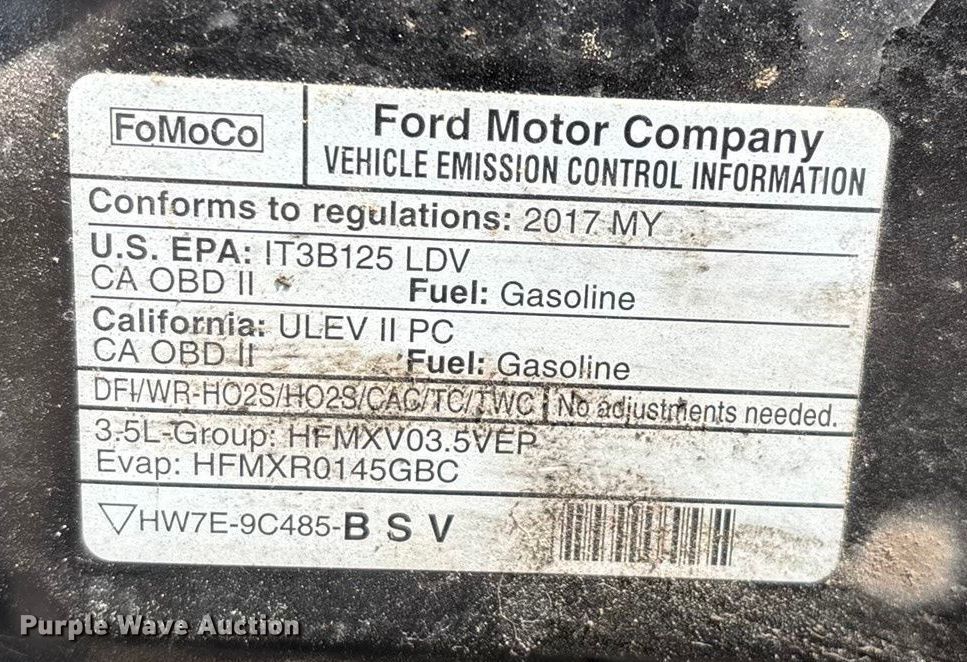 FoMoCo
Ford Motor Company
VEHICLE EMISSION CONTROL INFORMATION
Conforms to regulations: 2017 MY
U.S. EPA: IT3B125 LDV
CA OBD II Fuel: Gasoline
California: ULEV II PC
CA OBD II Fuel: Gasoline
DFI/WR-HO2S/HO2S/CAC/TC/TWC No adjustments needed.
3.5L-Group: HFMXV03.5VEP
Evap: HFMXR0145GBC
HW7E-9C485-B S V
Purple Wave Auction